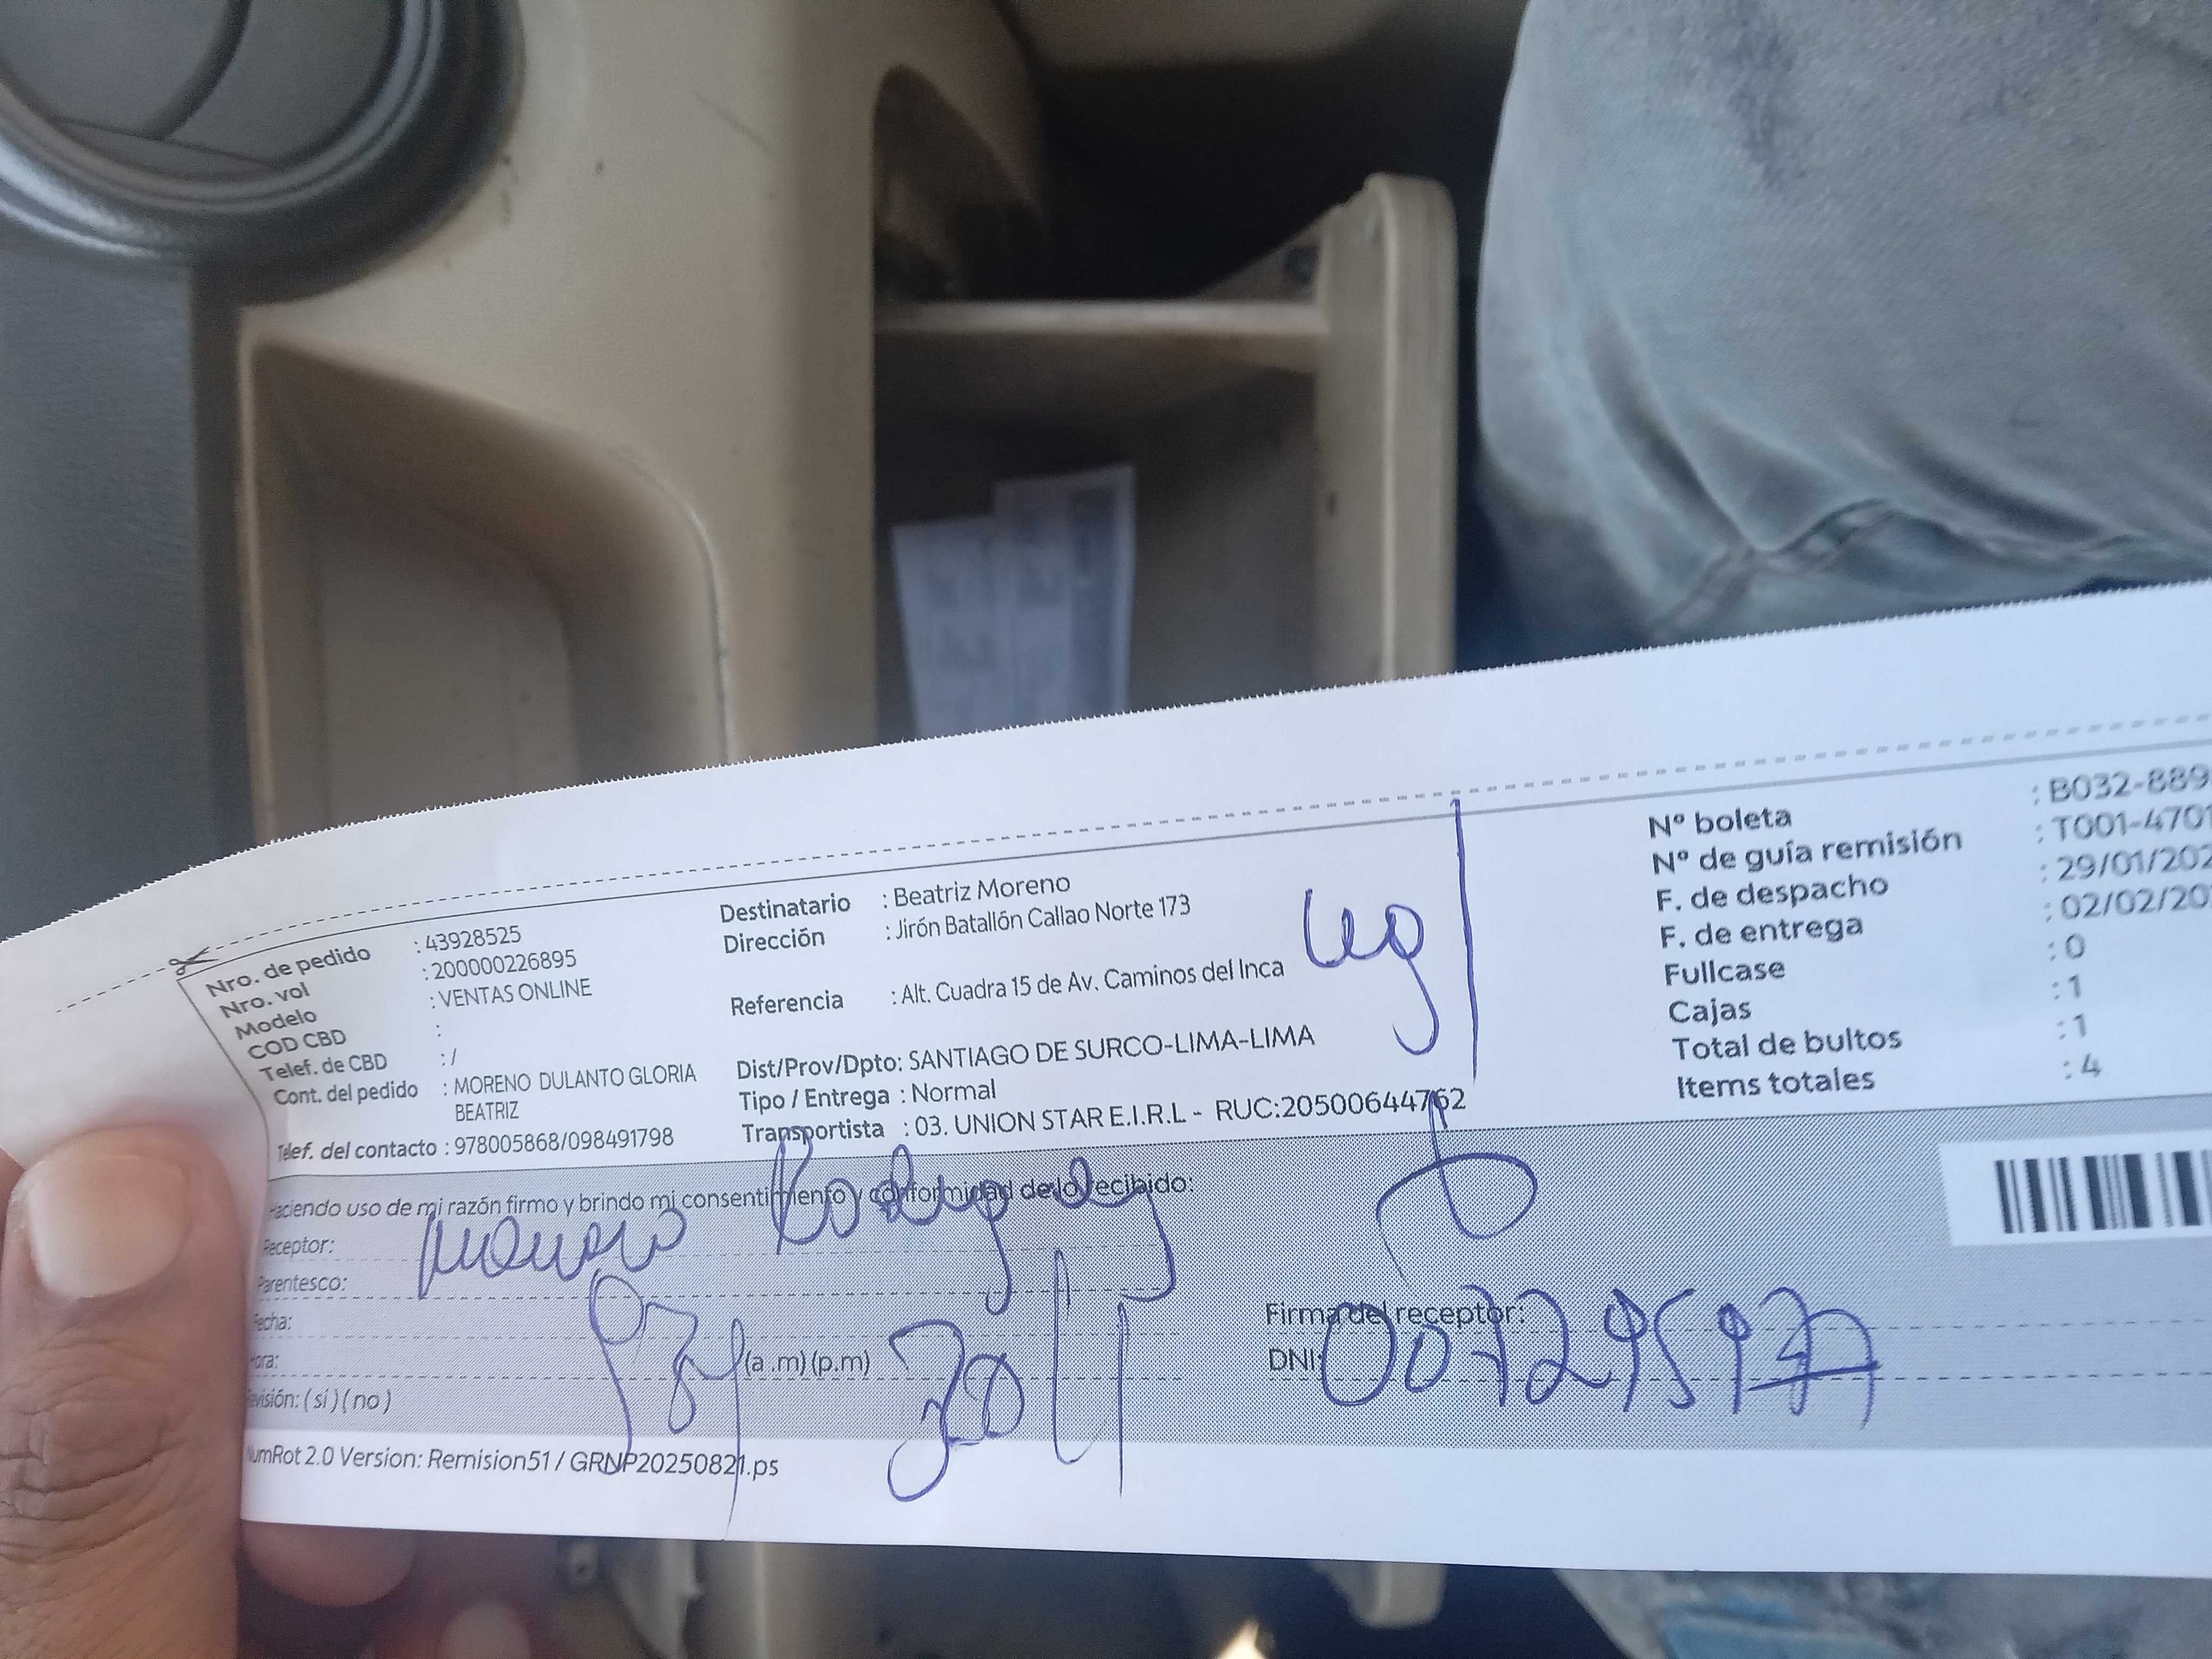 Nro. de pedido : 43928525
Nro. vol : 200000226895
Modelo : VENTAS ONLINE
COD CBD :
Telef. de CBD : /
Cont. del pedido : MORENO DULANTO GLORIA
BEATRIZ
Telef. del contacto : 978005868/098491798
Destinatario : Beatriz Moreno
Dirección : Jirón Batallón Callao Norte 173
Referencia : Alt. Cuadra 15 de Av. Caminos del Inca
Dist/Prov/Dpto: SANTIAGO DE SURCO-LIMA-LIMA
Tipo / Entrega : Normal
Transportista : 03. UNION STAR E.I.R.L - RUC:20500644762
Nº boleta : B032-889
Nº de guía remisión : T001-4701
F. de despacho : 29/01/202
F. de entrega : 02/02/20
Fullcase : 0
Cajas : 1
Total de bultos : 1
Items totales : 4
Haciendo uso de mi razón firmo y brindo mi consentimiento y conformidad de lo recibido:
Receptor:
Parentesco:
Fecha:
Hora: (a .m) (p.m)
Revisión: ( sí ) ( no )
Firma del receptor:
DNI:
NumRot 2.0 Version: Remision51 / GRNP20250821.ps